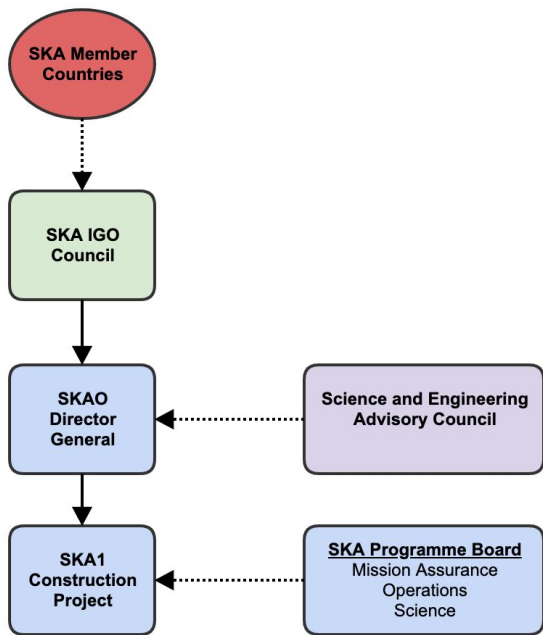 SKA Member
Countries
SKA IGO
Council
SKAO
Director
General
Science and Engineering
Advisory Council
SKA1
Construction
Project
SKA Programme Board
Mission Assurance
Operations
Science